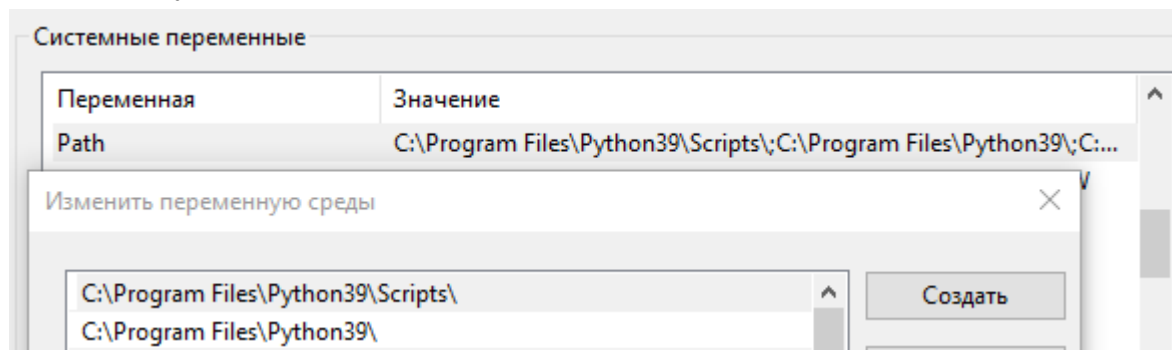 Системные переменные
Переменная Значение
Path C:\Program Files\Python39\Scripts\;C:\Program Files\Python39\;C:...
Изменить переменную среды
C:\Program Files\Python39\Scripts\
Создать
C:\Program Files\Python39\